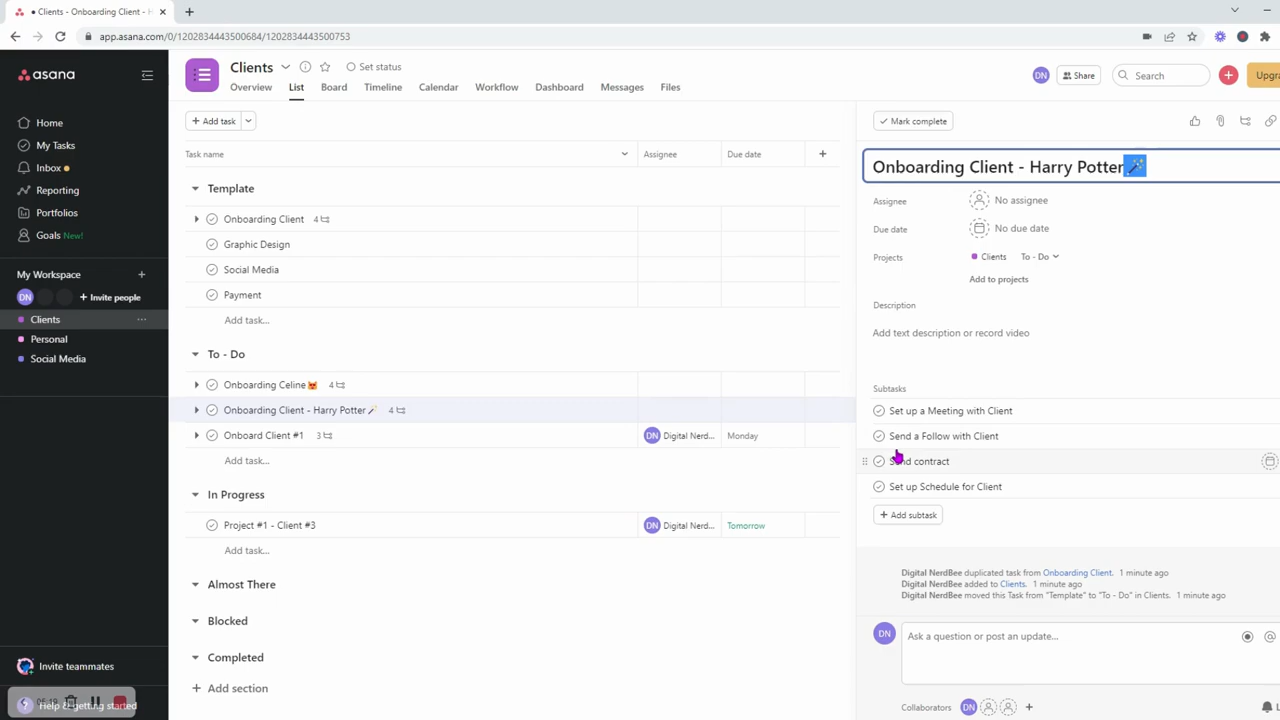 Clients - Onboarding Client - H
app.asana.com/0/1202834443500684/1202834443500753
asana
Home
My Tasks
Inbox
Reporting
Portfolios
Goals New!
My Workspace
DN Invite people
Clients
Personal
Social Media
Invite teammates
Help & getting started
Clients
Set status
Overview List Board Timeline Calendar Workflow Dashboard Messages Files
DN Share Search Upgra
+ Add task
Task name Assignee Due date
Template
Onboarding Client 4
Graphic Design
Social Media
Payment
Add task...
To - Do
Onboarding Celine 4
Onboarding Client - Harry Potter 4
Onboard Client #1 3 DN Digital Nerd... Monday
Add task...
In Progress
Project #1 - Client #3 DN Digital Nerd... Tomorrow
Add task...
Almost There
Blocked
Completed
+ Add section
Mark complete
Onboarding Client - Harry Potter
Assignee No assignee
Due date No due date
Projects Clients To - Do
Add to projects
Description
Add text description or record video
Subtasks
Set up a Meeting with Client
Send a Follow with Client
Send contract
Set up Schedule for Client
+ Add subtask
Digital NerdBee duplicated task from Onboarding Client. 1 minute ago
Digital NerdBee added to Clients. 1 minute ago
Digital NerdBee moved this Task from "Template" to "To - Do" in Clients. 1 minute ago
DN Ask a question or post an update...
Collaborators DN +